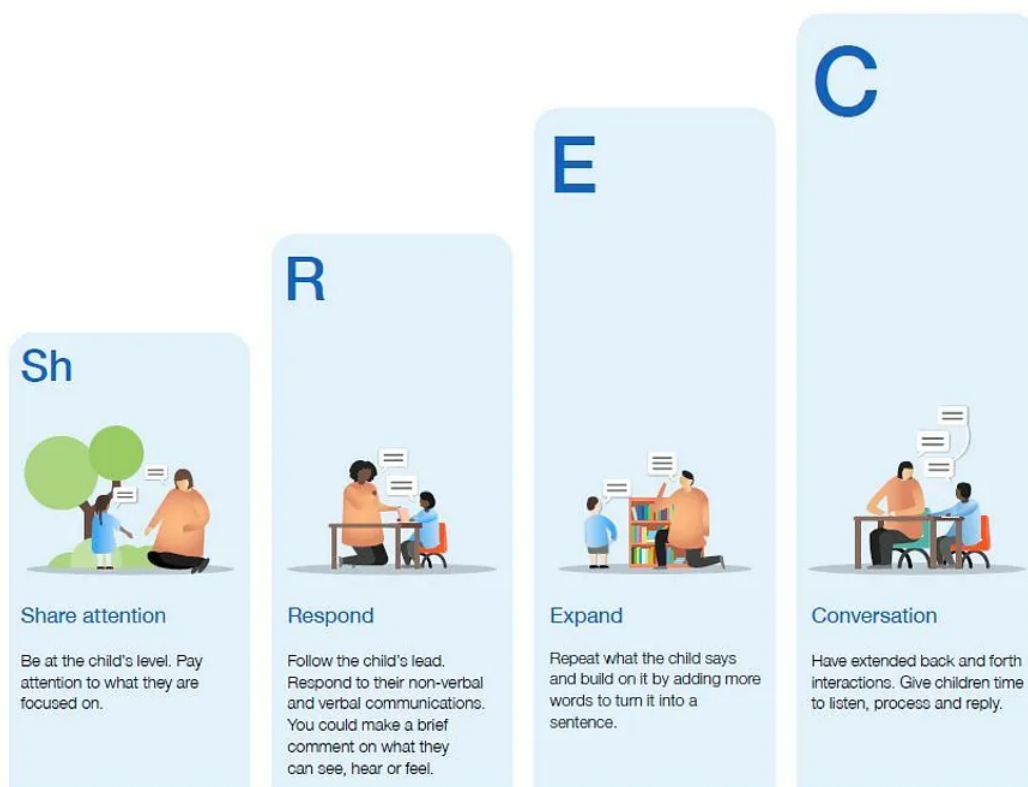 Sh
Share attention
Be at the child's level. Pay
attention to what they are
focused on.
R
Respond
Follow the child's lead.
Respond to their non-verbal
and verbal communications.
You could make a brief
comment on what they
can see, hear or feel.
E
Expand
Repeat what the child says
and build on it by adding more
words to turn it into a
sentence.
C
Conversation
Have extended back and forth
interactions. Give children time
to listen, process and reply.